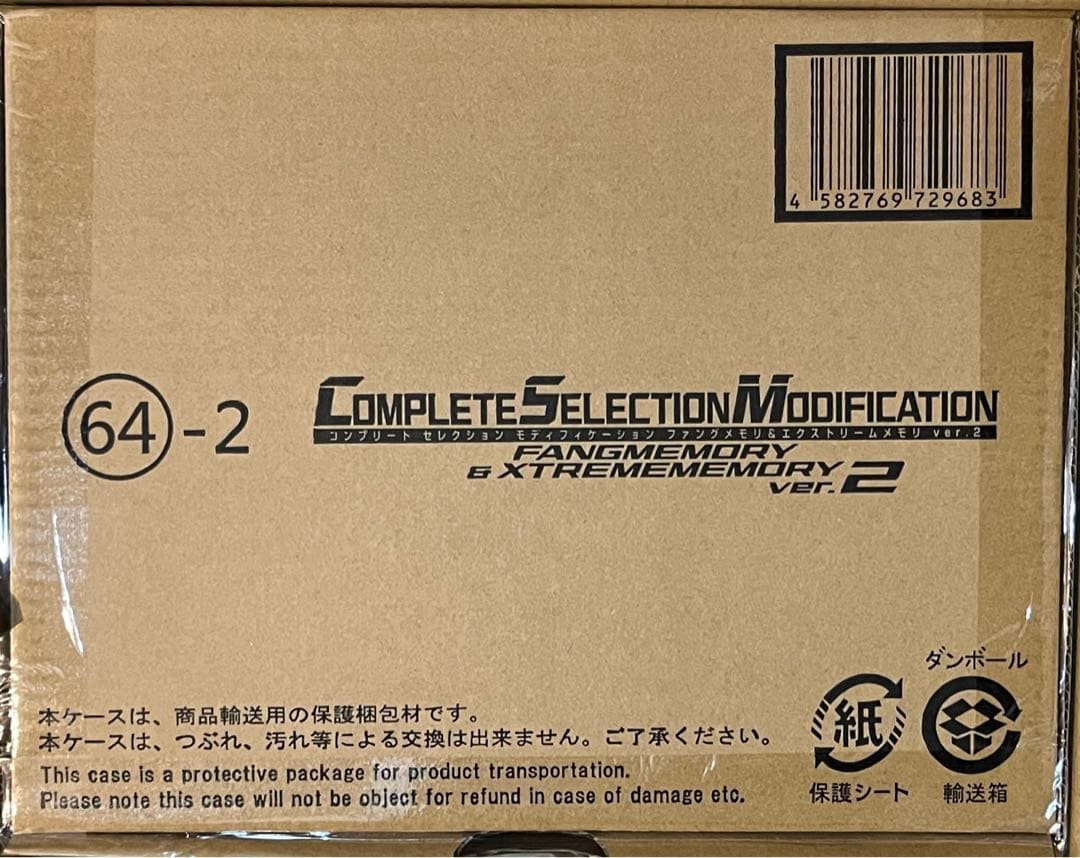 4 582769 729683
64-2
COMPLETE SELECTION MODIFICATION
コンプリート セレクション モディフィケーション ファングメモリ&エクストリームメモリ ver.2
FANGMEMORY
& XTREMEMEMORY
ver.2
ダンボール
紙
保護シート
輸送箱
本ケースは、商品輸送用の保護梱包材です。
本ケースは、つぶれ、汚れ等による交換は出来ません。ご了承ください。
This case is a protective package for product transportation.
Please note this case will not be object for refund in case of damage etc.